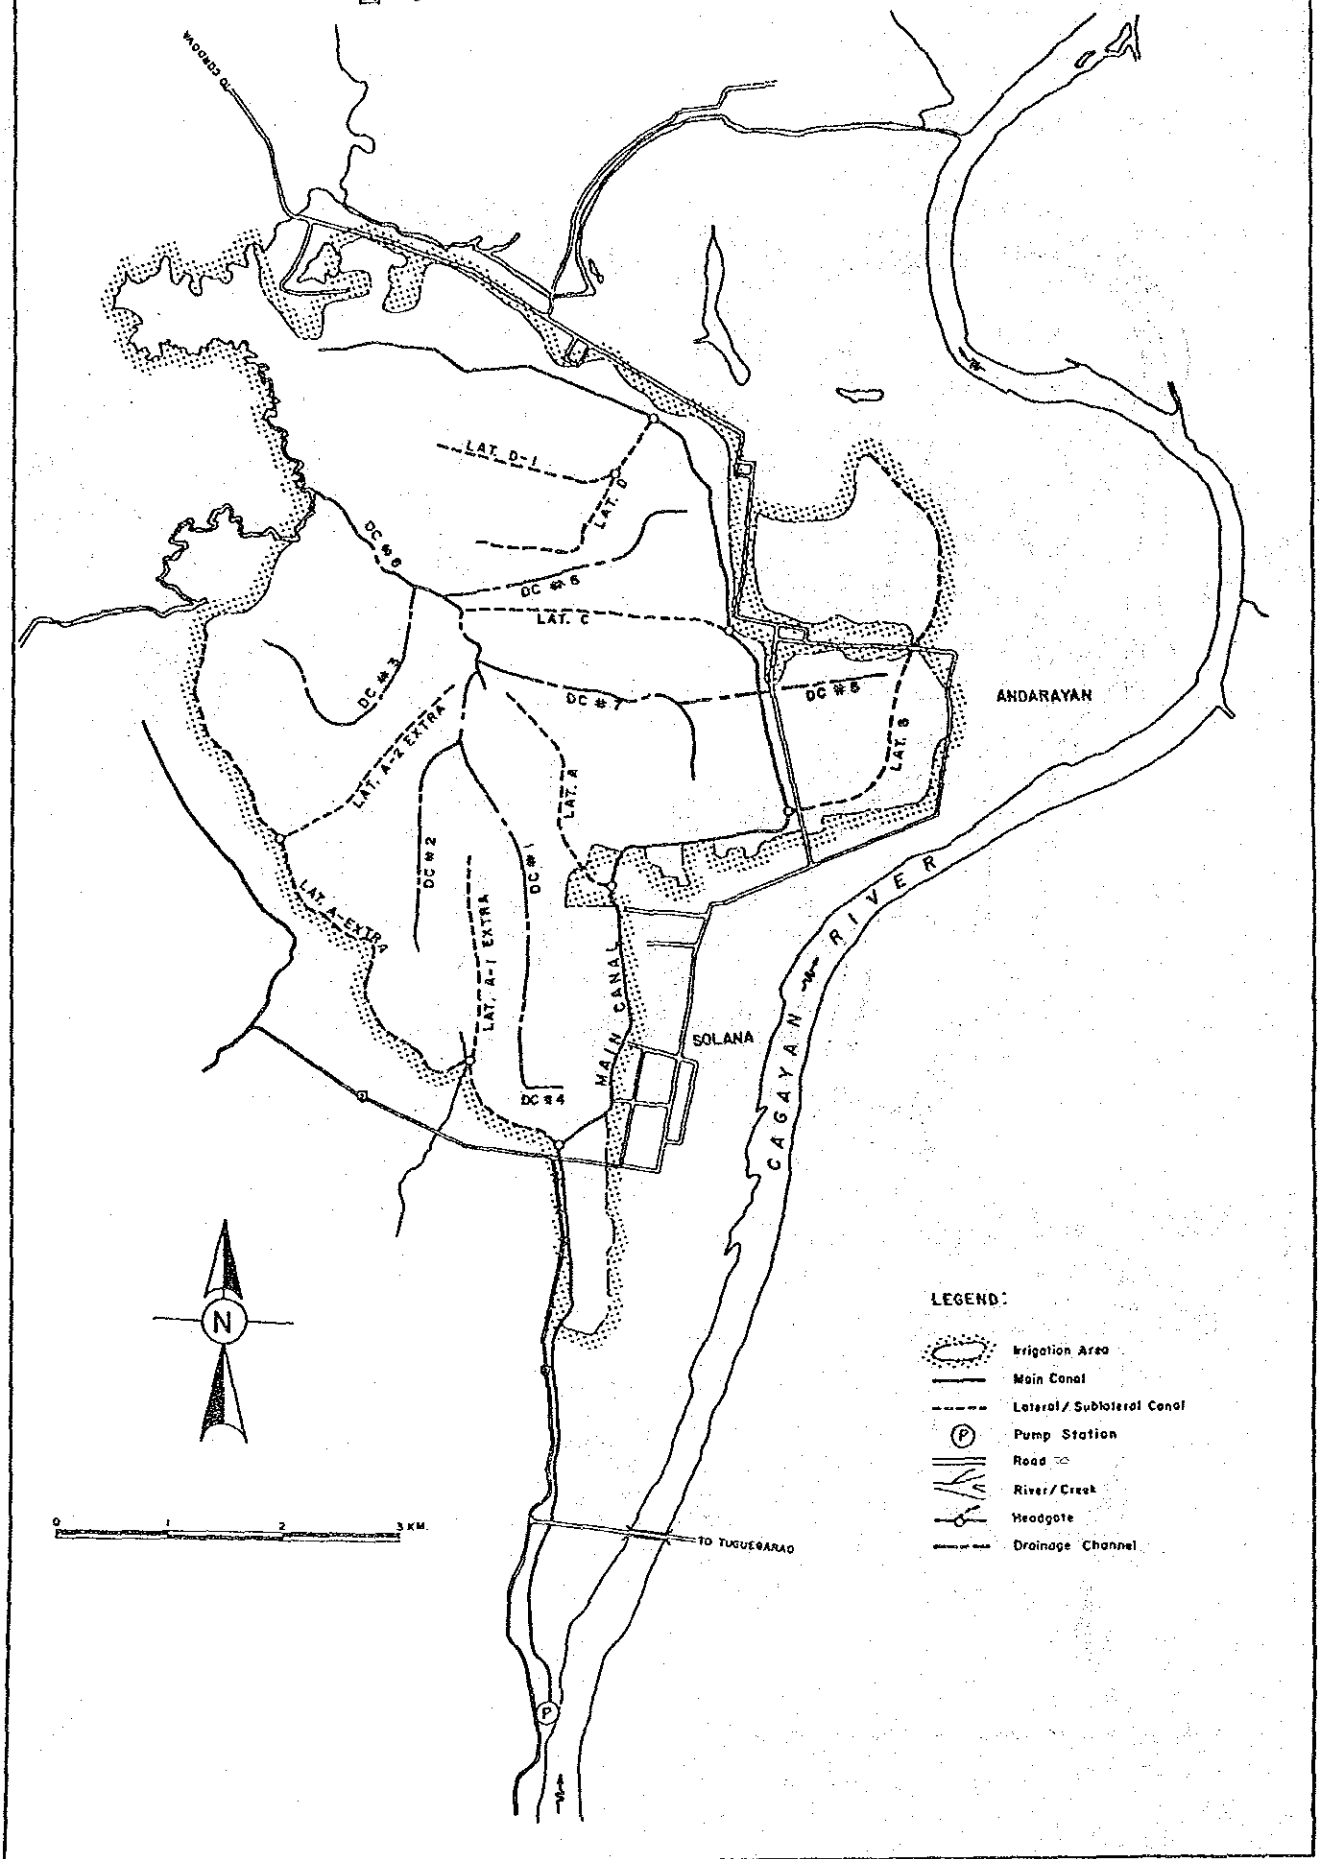 TO CORDOVA
LAT. D-1
LAT. D
DC # 6
DC # 6
LAT. C
DC # 3
DC # 7
DC # 5
ANDARAYAN
LAT. A-2 EXTRA
LAT. A
LAT. B
DC # 2
DC # 1
LAT. A-EXTRA
LAT. A-1 EXTRA
MAIN CANAL
SOLANA
CAGAYAN RIVER
DC # 4
N
LEGEND:
Irrigation Area
Main Canal
Lateral/Sublateral Canal
P Pump Station
Road
River/Creek
Headgate
Drainage Channel
0 1 2 3 KM.
TO TUGUEGARAO
P